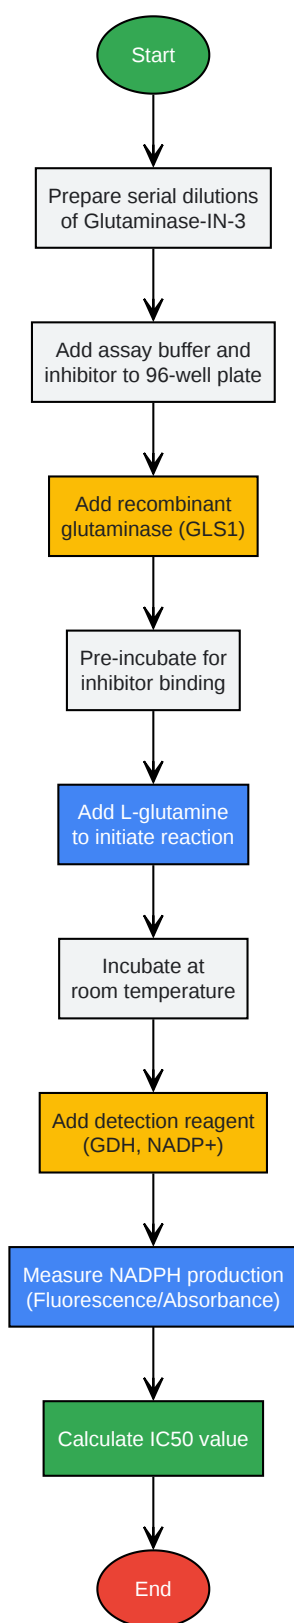 Start
Prepare serial dilutions
of Glutaminase-IN-3
Add assay buffer and
inhibitor to 96-well plate
Add recombinant
glutaminase (GLS1)
Pre-incubate for
inhibitor binding
Add L-glutamine
to initiate reaction
Incubate at
room temperature
Add detection reagent
(GDH, NADP+)
Measure NADPH production
(Fluorescence/Absorbance)
Calculate IC50 value
End